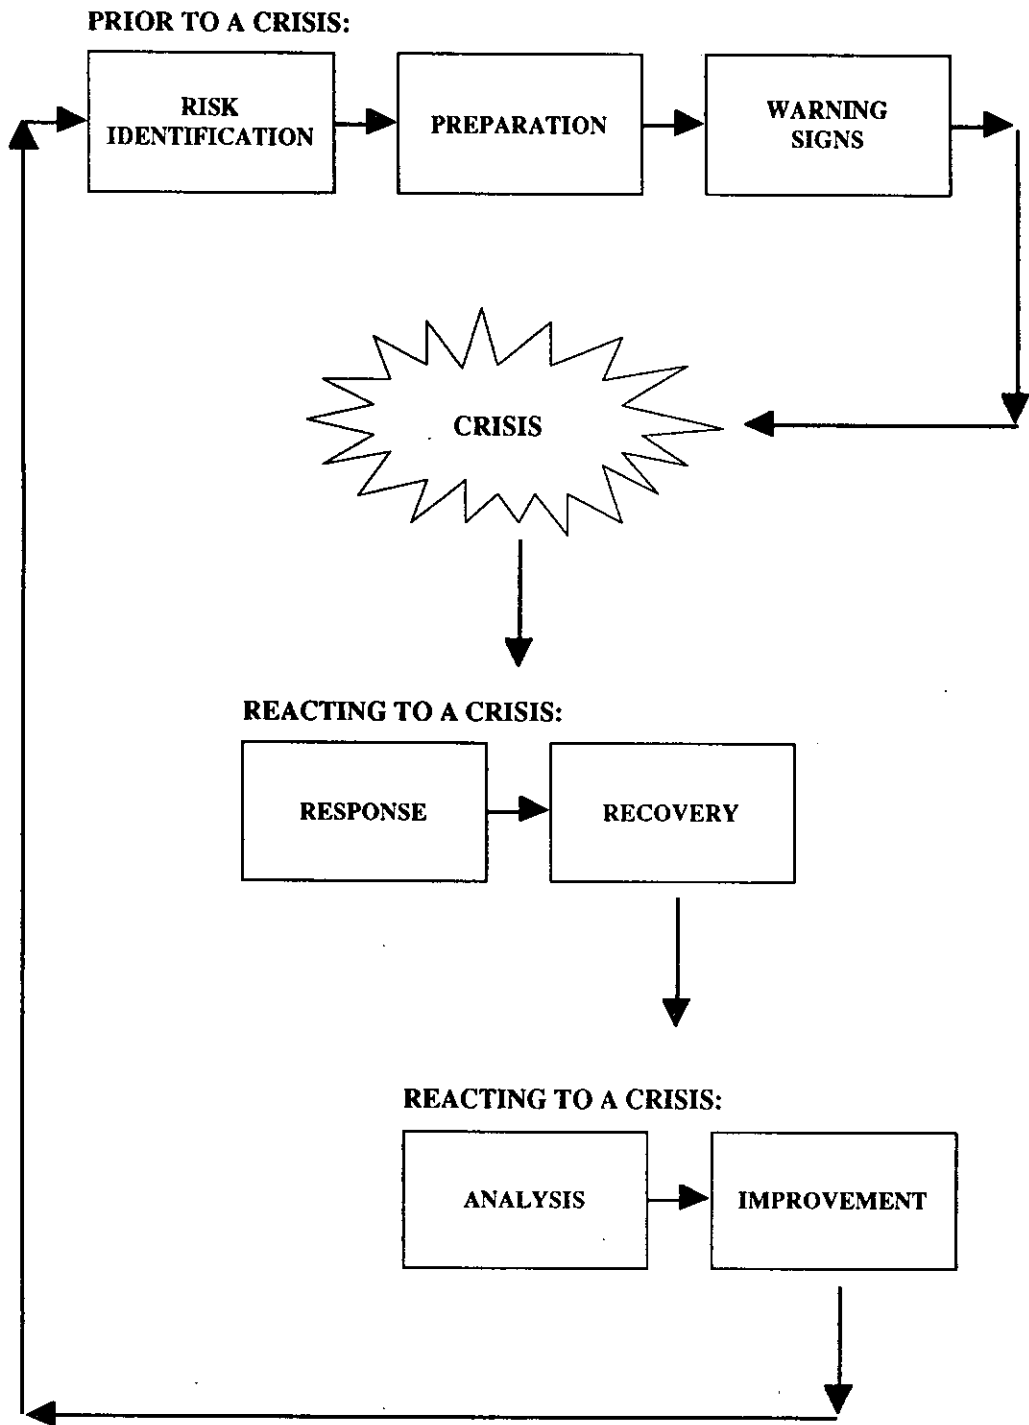 PRIOR TO A CRISIS:
RISK
IDENTIFICATION
PREPARATION
WARNING
SIGNS
CRISIS
REACTING TO A CRISIS:
RESPONSE
RECOVERY
REACTING TO A CRISIS:
ANALYSIS
IMPROVEMENT